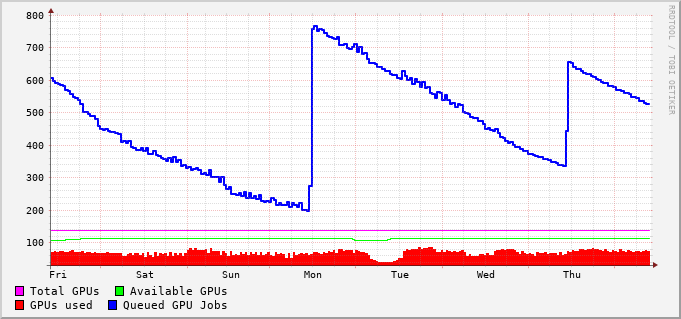 800
700
600
500
400
300
200
100
Fri Sat Sun Mon Tue Wed Thu
Total GPUs Available GPUs
GPUs used Queued GPU Jobs
RRDTOOL / TOBI OETIKER